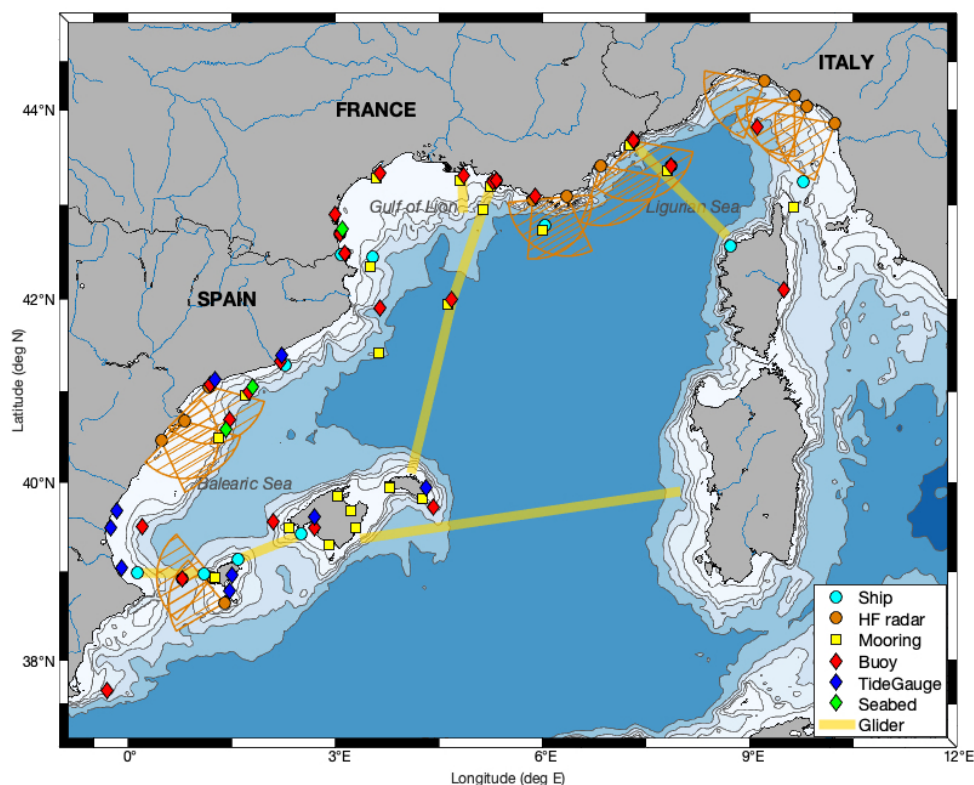 ITALY
FRANCE
44°N
Gulf of Lion
Ligurian Sea
SPAIN
42°N
Latitude (deg N)
Balearic Sea
40°N
38°N
Ship
HF radar
Mooring
Buoy
TideGauge
Seabed
Glider
0°
3°E
6°E
9°E
12°E
Longitude (deg E)